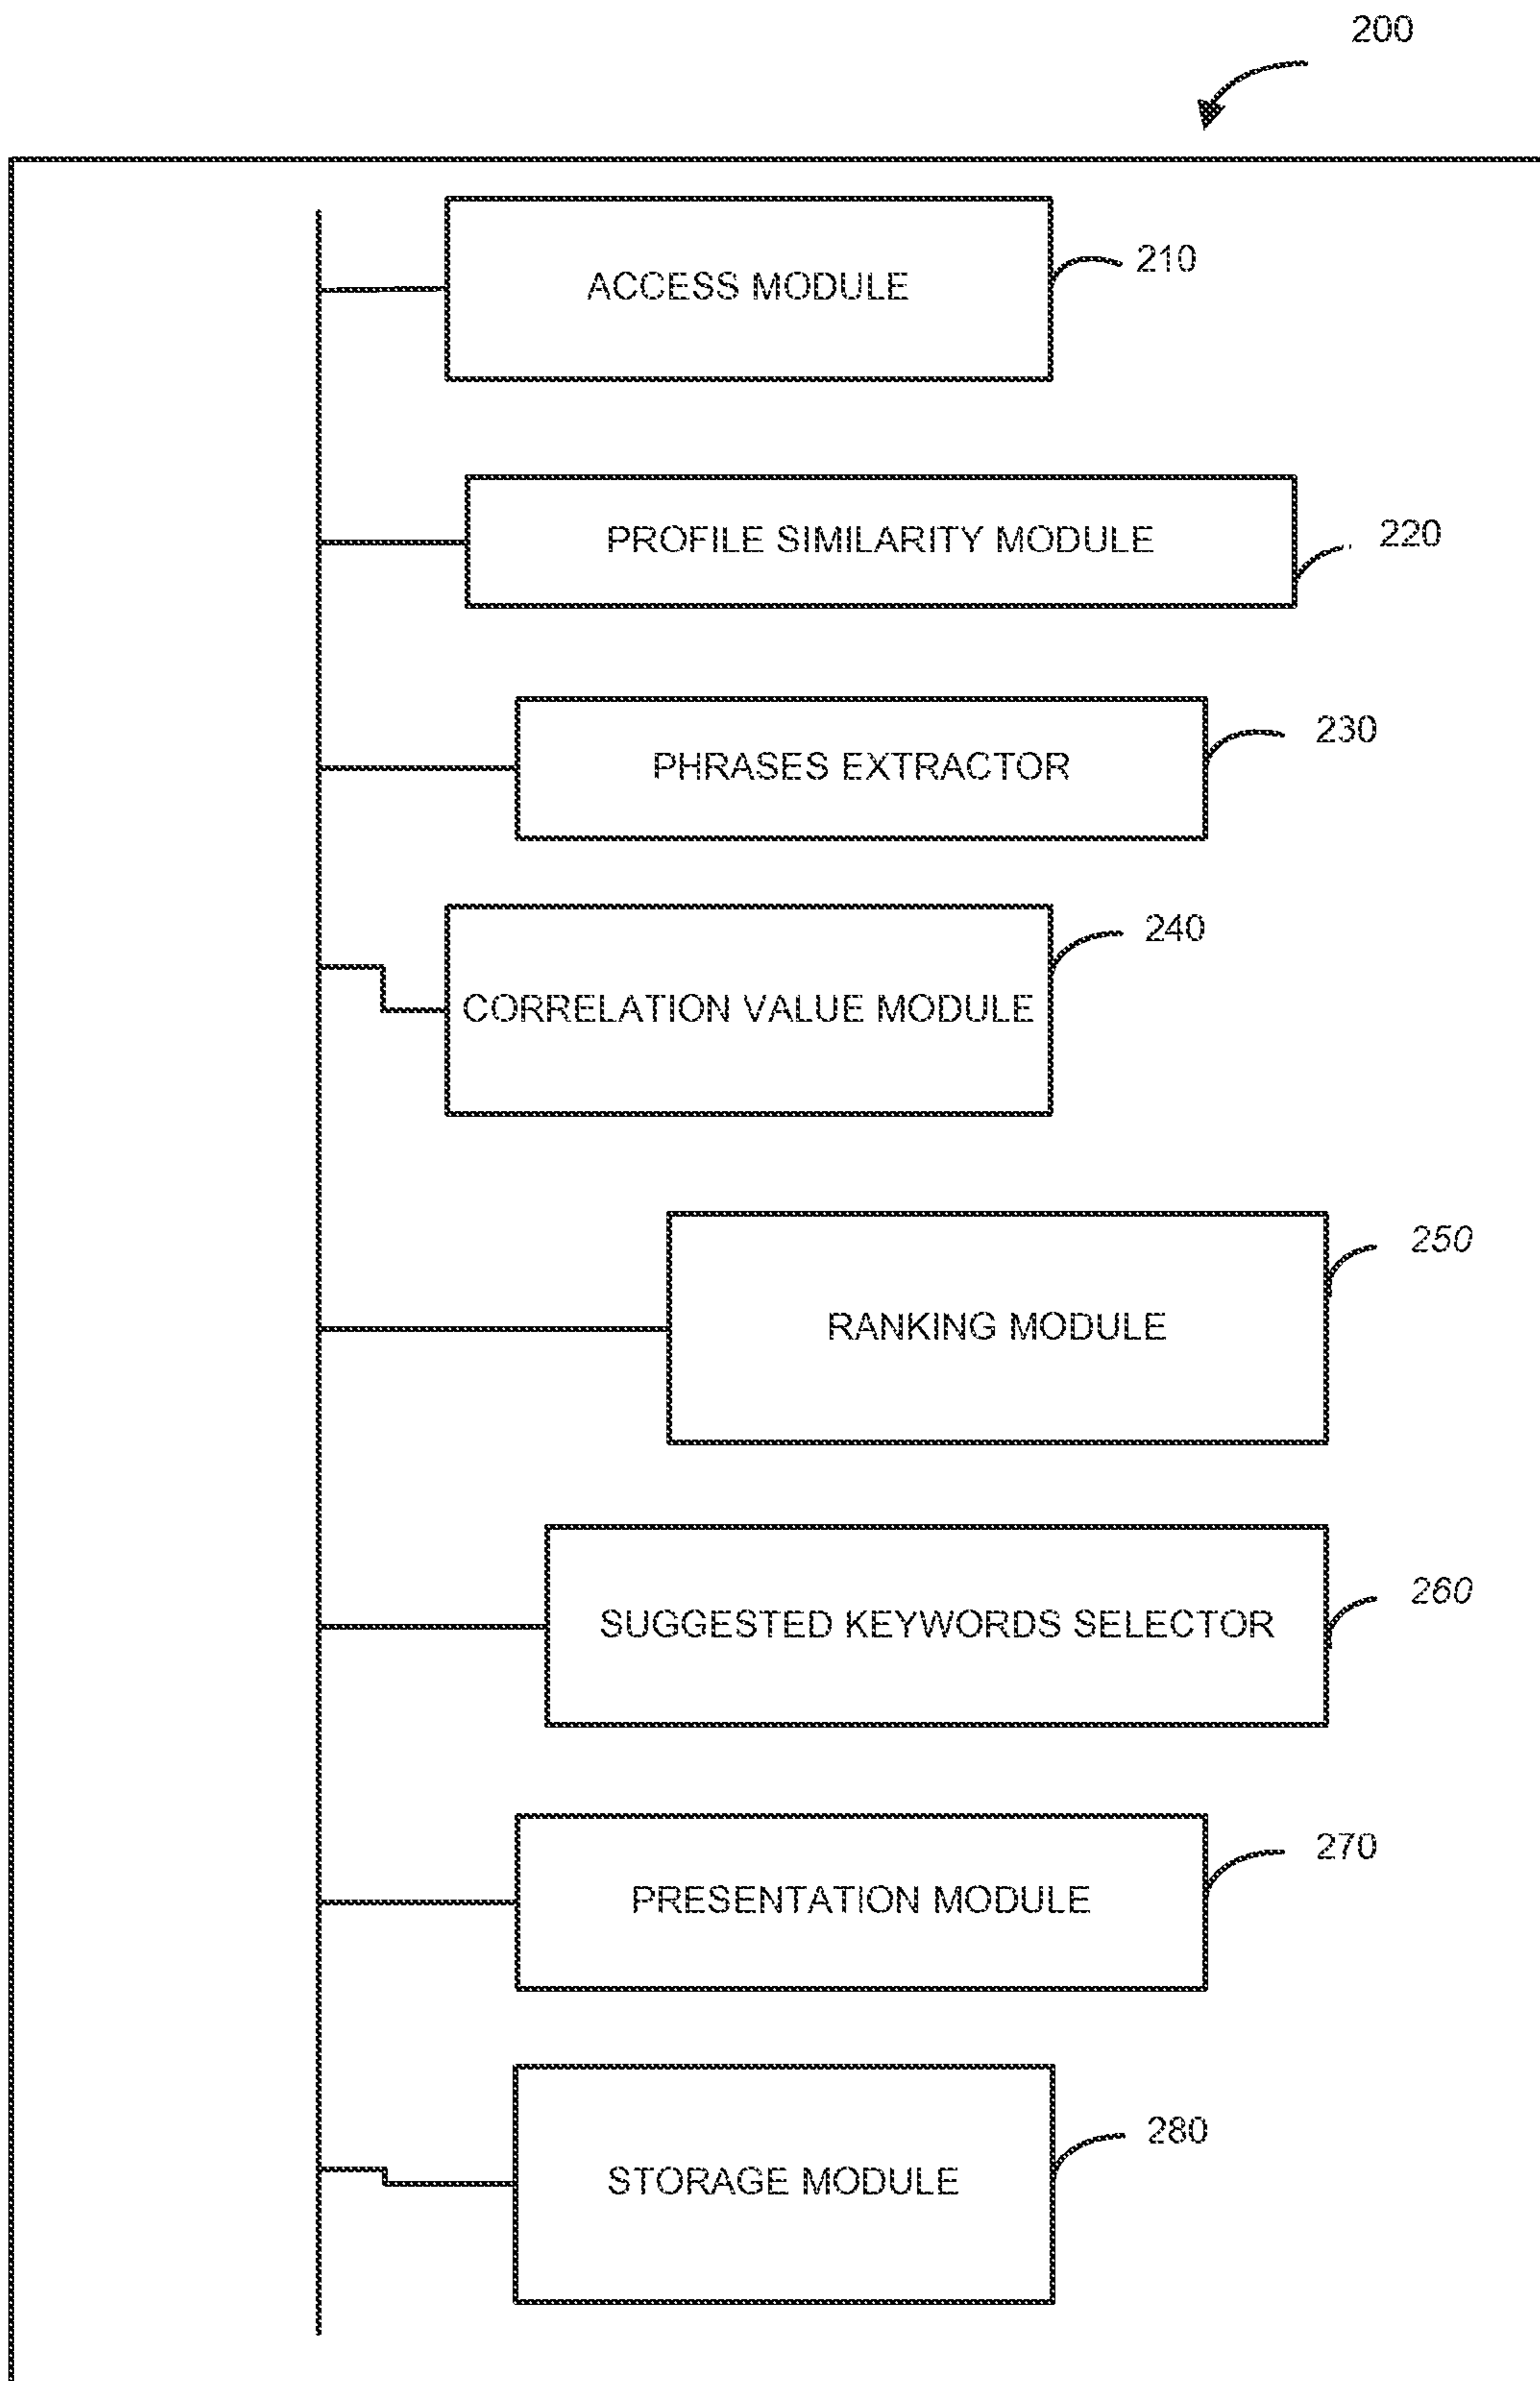 200
ACCESS MODULE
210
PROFILE SIMILARITY MODULE
220
PHRASES EXTRACTOR
230
CORRELATION VALUE MODULE
240
RANKING MODULE
250
SUGGESTED KEYWORDS SELECTOR
260
PRESENTATION MODULE
270
STORAGE MODULE
280